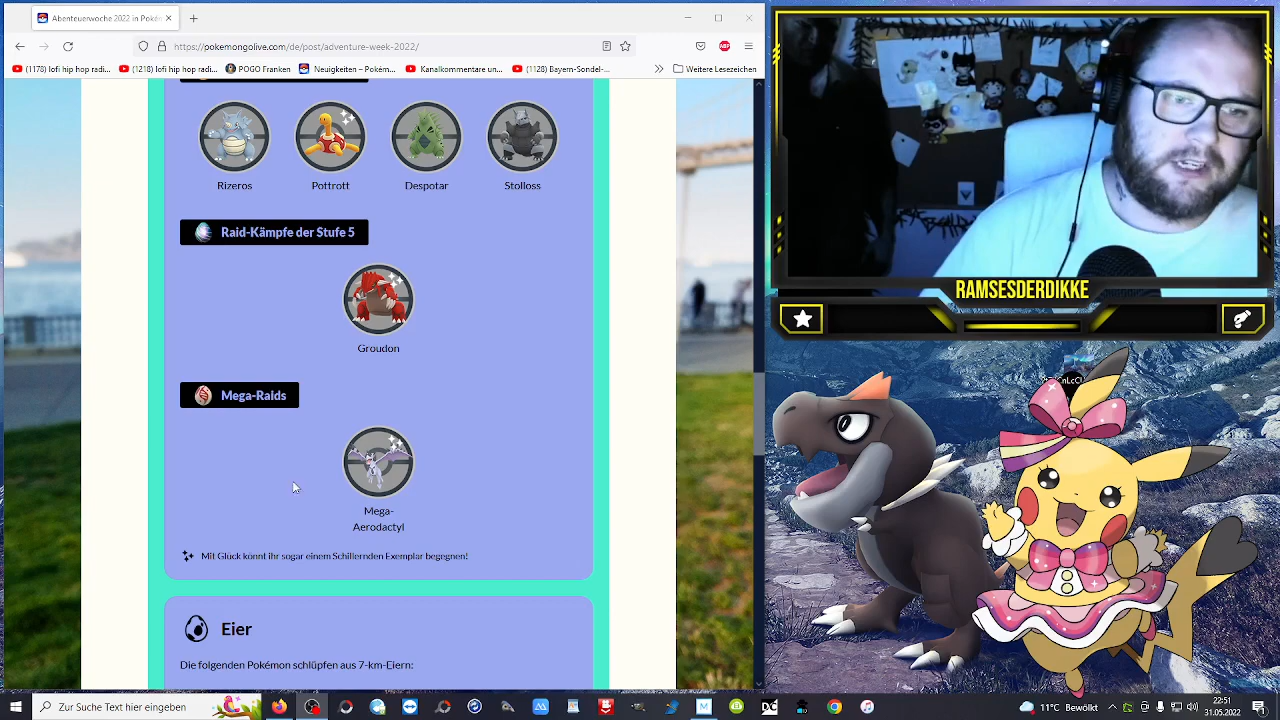 Abenteuerwoche 2022 in Poké
https://pokemongolive.com/de/post/adventure-week-2022/
(1178) lofi hip hop radi...
(1218) lofi hip hop rad...
POGO Franken
Neuigkeiten – Pokém...
Kanalkommentare un...
(1128) Bayern-Sondel-...
Weitere Lesezeichen
Rizeros
Pottrott
Despotar
Stolloss
Raid-Kämpfe der Stufe 5
Groudon
Mega-Raids
Mega-
Aerodactyl
Mit Glück könnt ihr sogar einem Schillernden Exemplar begegnen!
Eier
Die folgenden Pokémon schlüpfen aus 7-km-Eiern:
RAMSESDERDIKKE
Zur Suche Text hier eingeben
11°C Bewölkt
22:51
31.05.2022